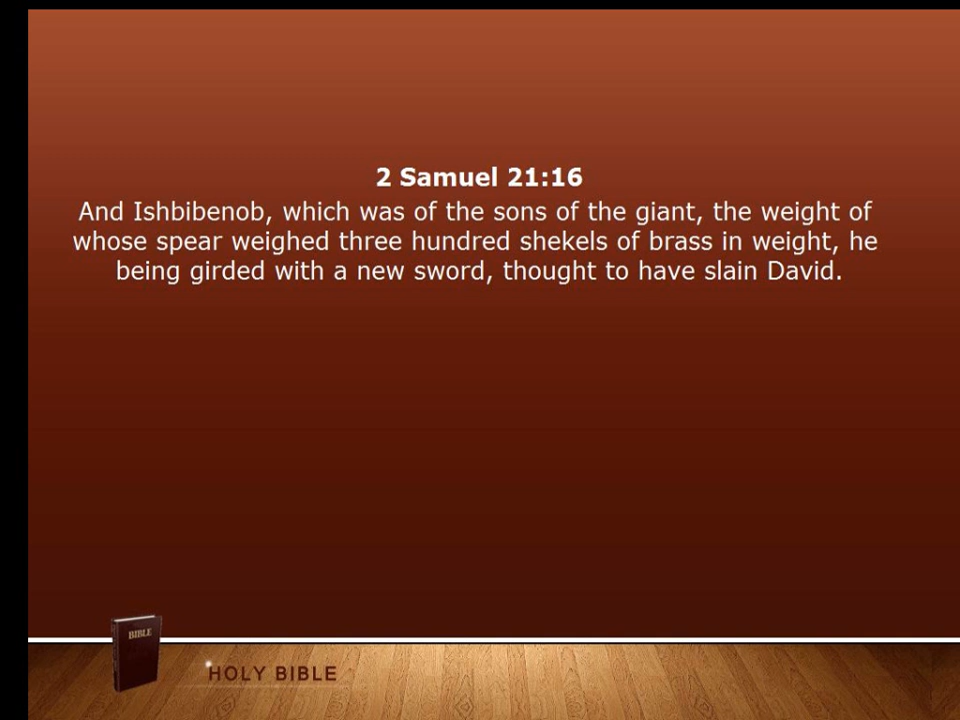 2 Samuel 21:16
And Ishbibenob, which was of the sons of the giant, the weight of
whose spear weighed three hundred shekels of brass in weight, he
being girded with a new sword, thought to have slain David.
BIBLE
HOLY BIBLE